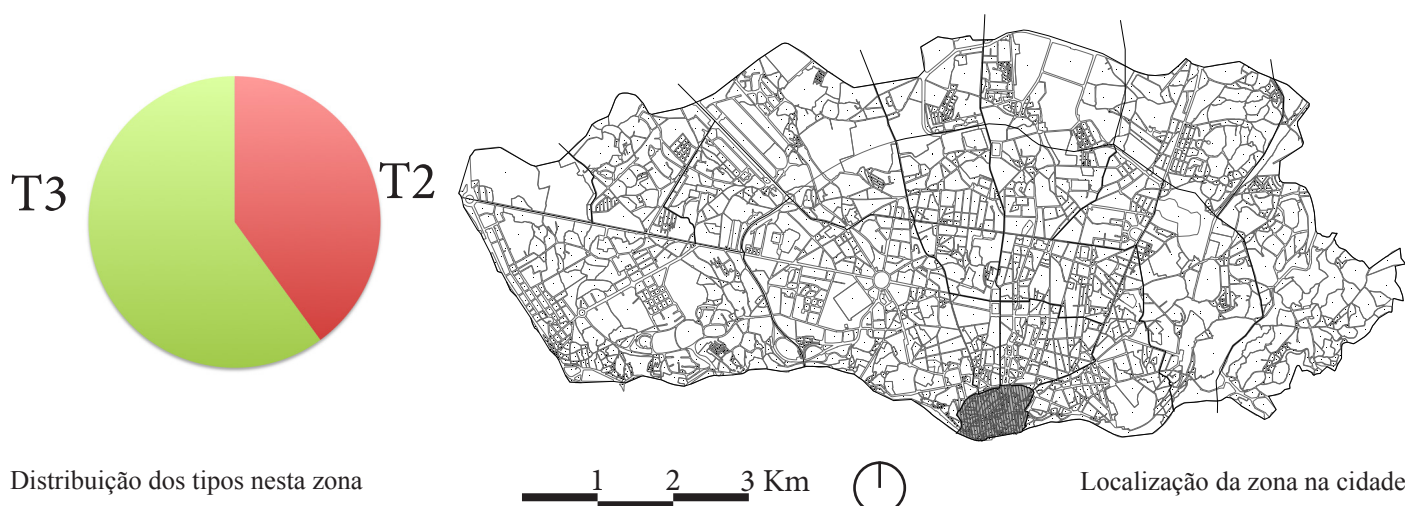 T3
T2
1 2 3 Km
Distribuição dos tipos nesta zona
Localização da zona na cidade